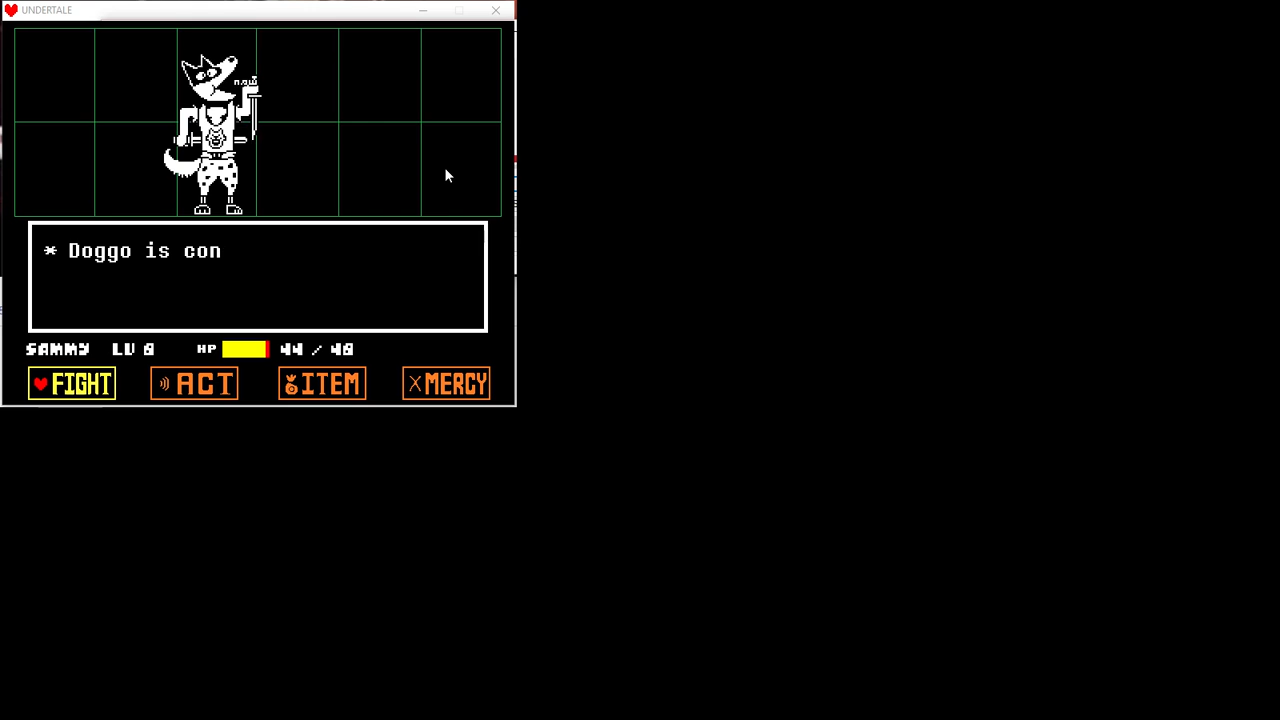 UNDERTALE
* Doggo is con
SAMMY LV 8 HP 44 / 48
FIGHT ACT ITEM MERCY